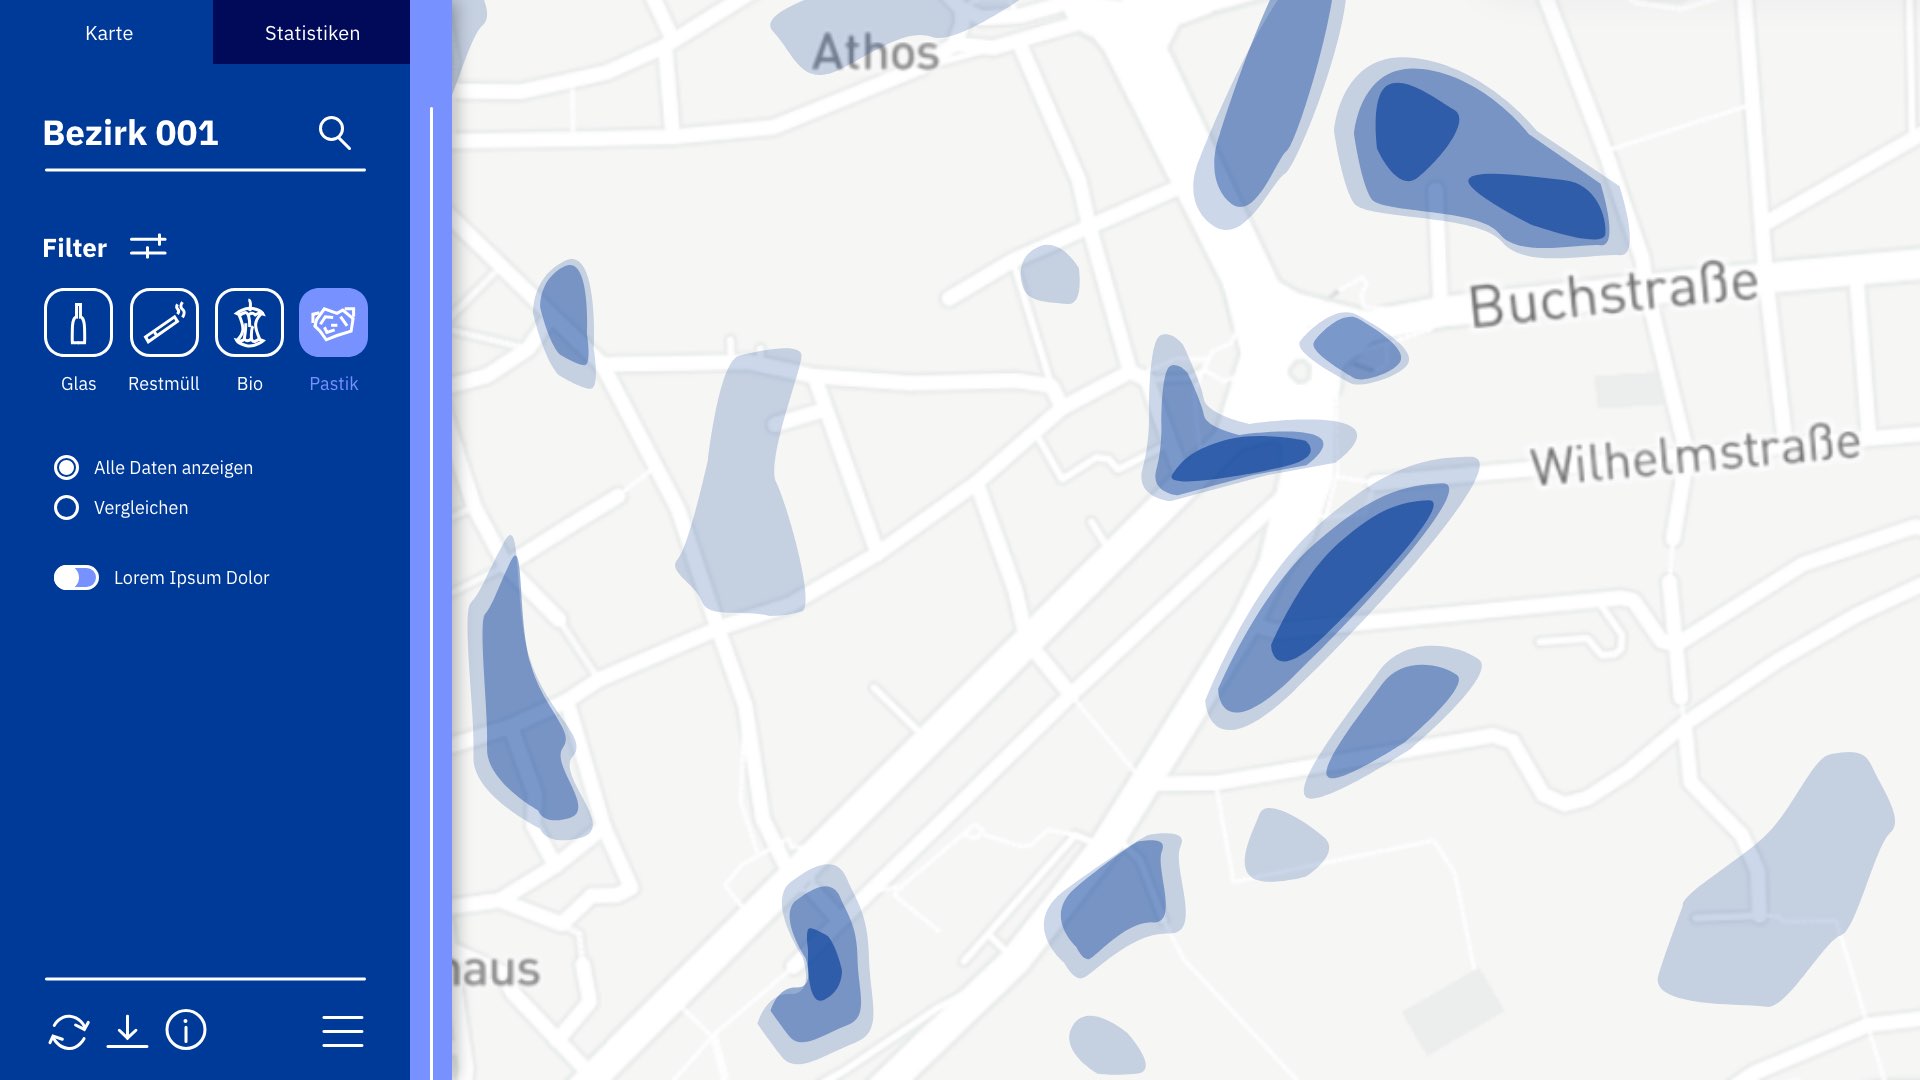 Karte
Statistiken
Bezirk 001
Filter
Glas
Restmüll
Bio
Pastik
Alle Daten anzeigen
Vergleichen
Lorem Ipsum Dolor
Athos
Buchstraße
Wilhelmstraße
haus